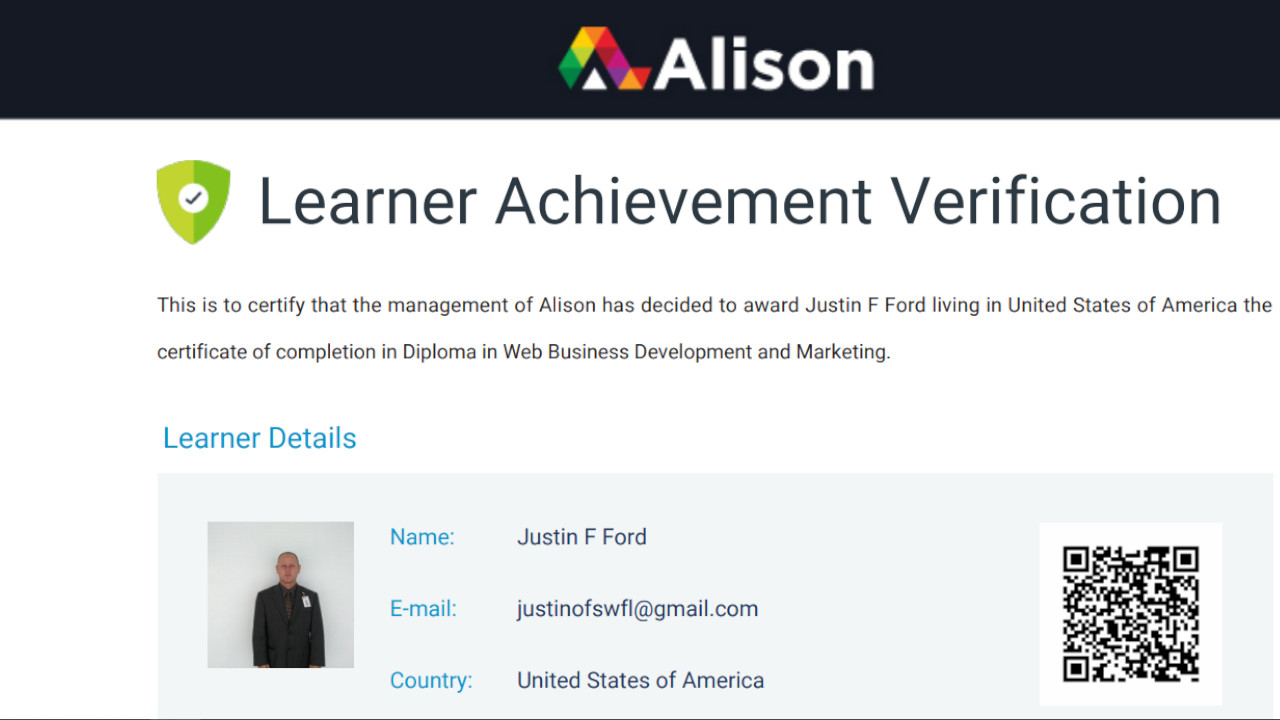 Alison
Learner Achievement Verification
This is to certify that the management of Alison has decided to award Justin F Ford living in United States of America the
certificate of completion in Diploma in Web Business Development and Marketing.
Learner Details
Name: Justin F Ford
E-mail: justinofswfl@gmail.com
Country: United States of America